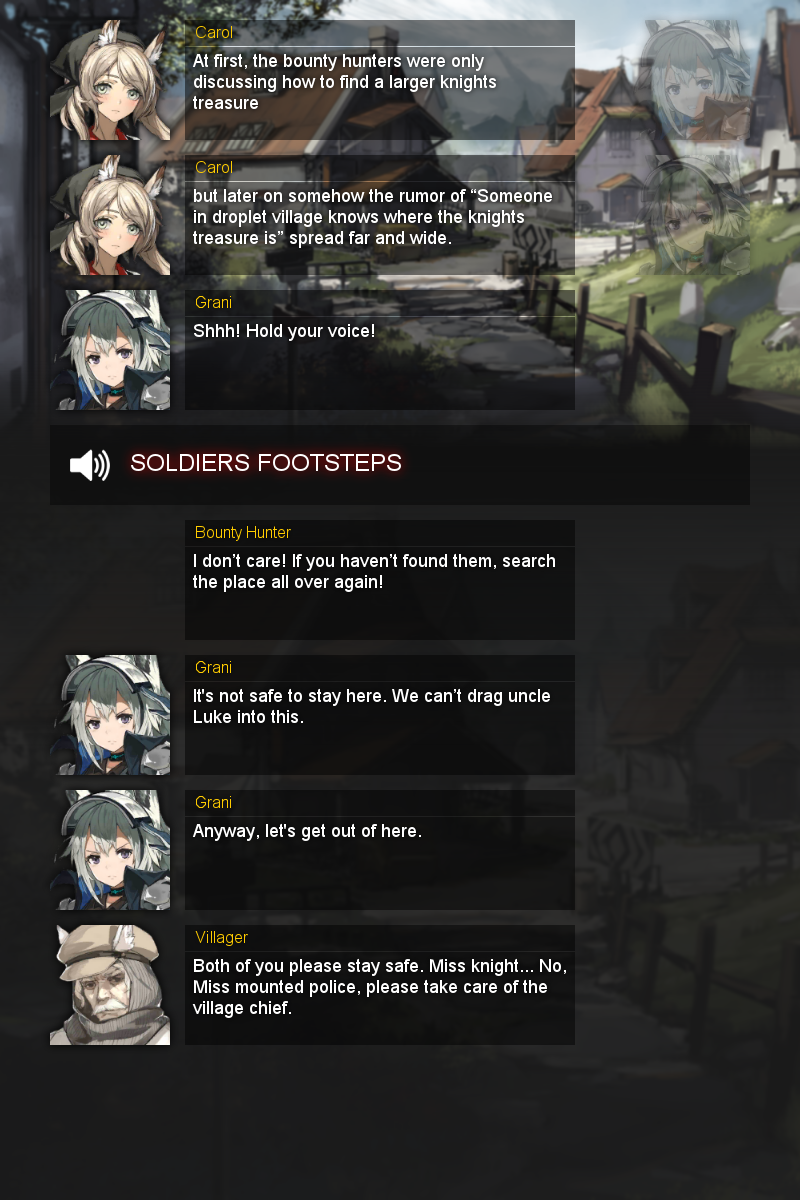 Carol
At first, the bounty hunters were only
discussing how to find a larger knights
treasure
Carol
but later on somehow the rumor of “Someone
in droplet village knows where the knights
treasure is” spread far and wide.
Grani
Shhh! Hold your voice!
SOLDIERS FOOTSTEPS
Bounty Hunter
I don’t care! If you haven’t found them, search
the place all over again!
Grani
It's not safe to stay here. We can’t drag uncle
Luke into this.
Grani
Anyway, let's get out of here.
Villager
Both of you please stay safe. Miss knight... No,
Miss mounted police, please take care of the
village chief.